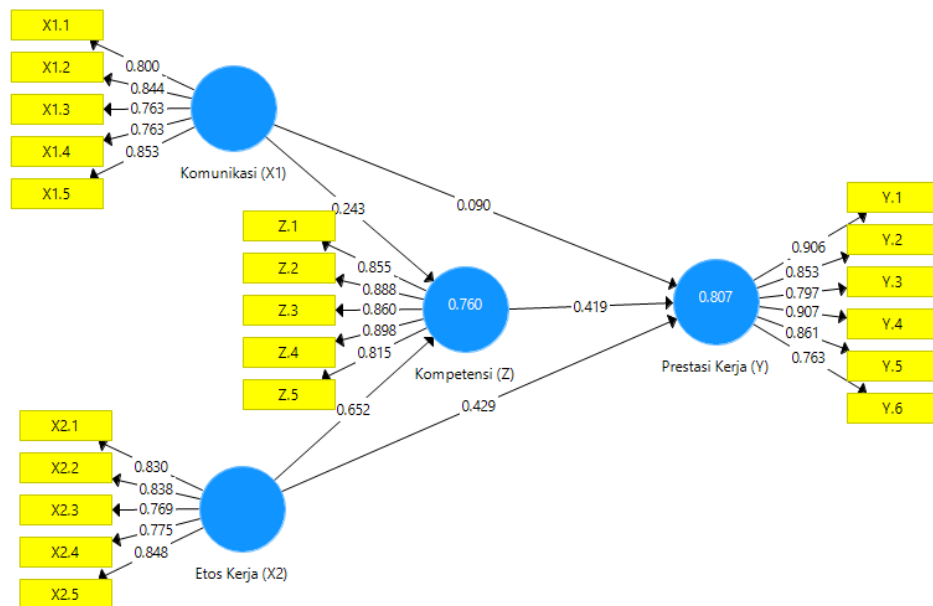 X1.1
X1.2
X1.3
X1.4
X1.5
0.800
0.844
0.763
0.763
0.853
Komunikasi (X1)
0.243
0.090
Z.1
Z.2
Z.3
Z.4
Z.5
0.855
0.888
0.860
0.898
0.815
0.760
Kompetensi (Z)
0.419
0.652
0.429
0.807
Prestasi Kerja (Y)
0.906
0.853
0.797
0.907
0.861
0.763
Y.1
Y.2
Y.3
Y.4
Y.5
Y.6
X2.1
X2.2
X2.3
X2.4
X2.5
0.830
0.838
0.769
0.775
0.848
Etos Kerja (X2)